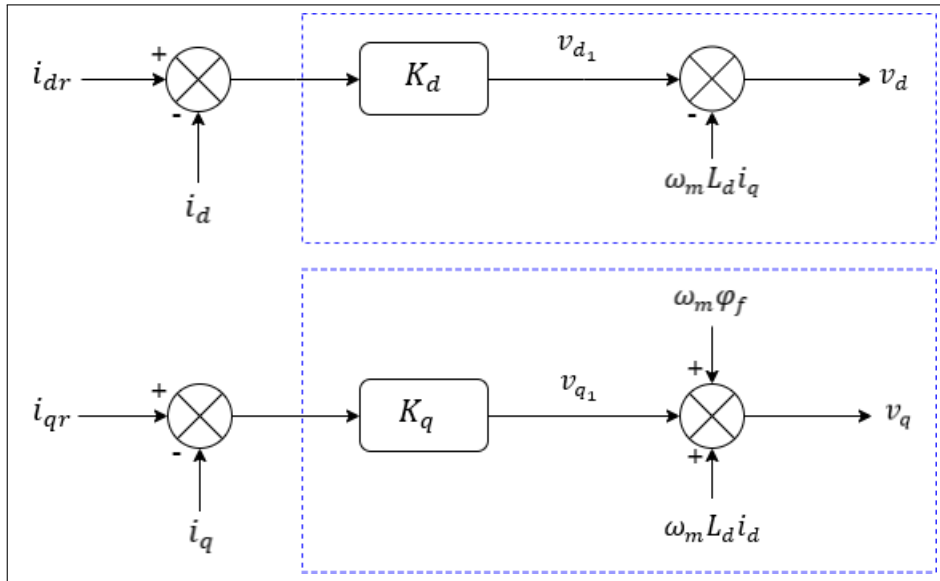 i_dr
+
-
i_d
K_d
v_d₁
-
ω_m L_d i_q
v_d
i_qr
+
-
i_q
K_q
v_q₁
ω_m φ_f
+
+
ω_m L_d i_d
v_q